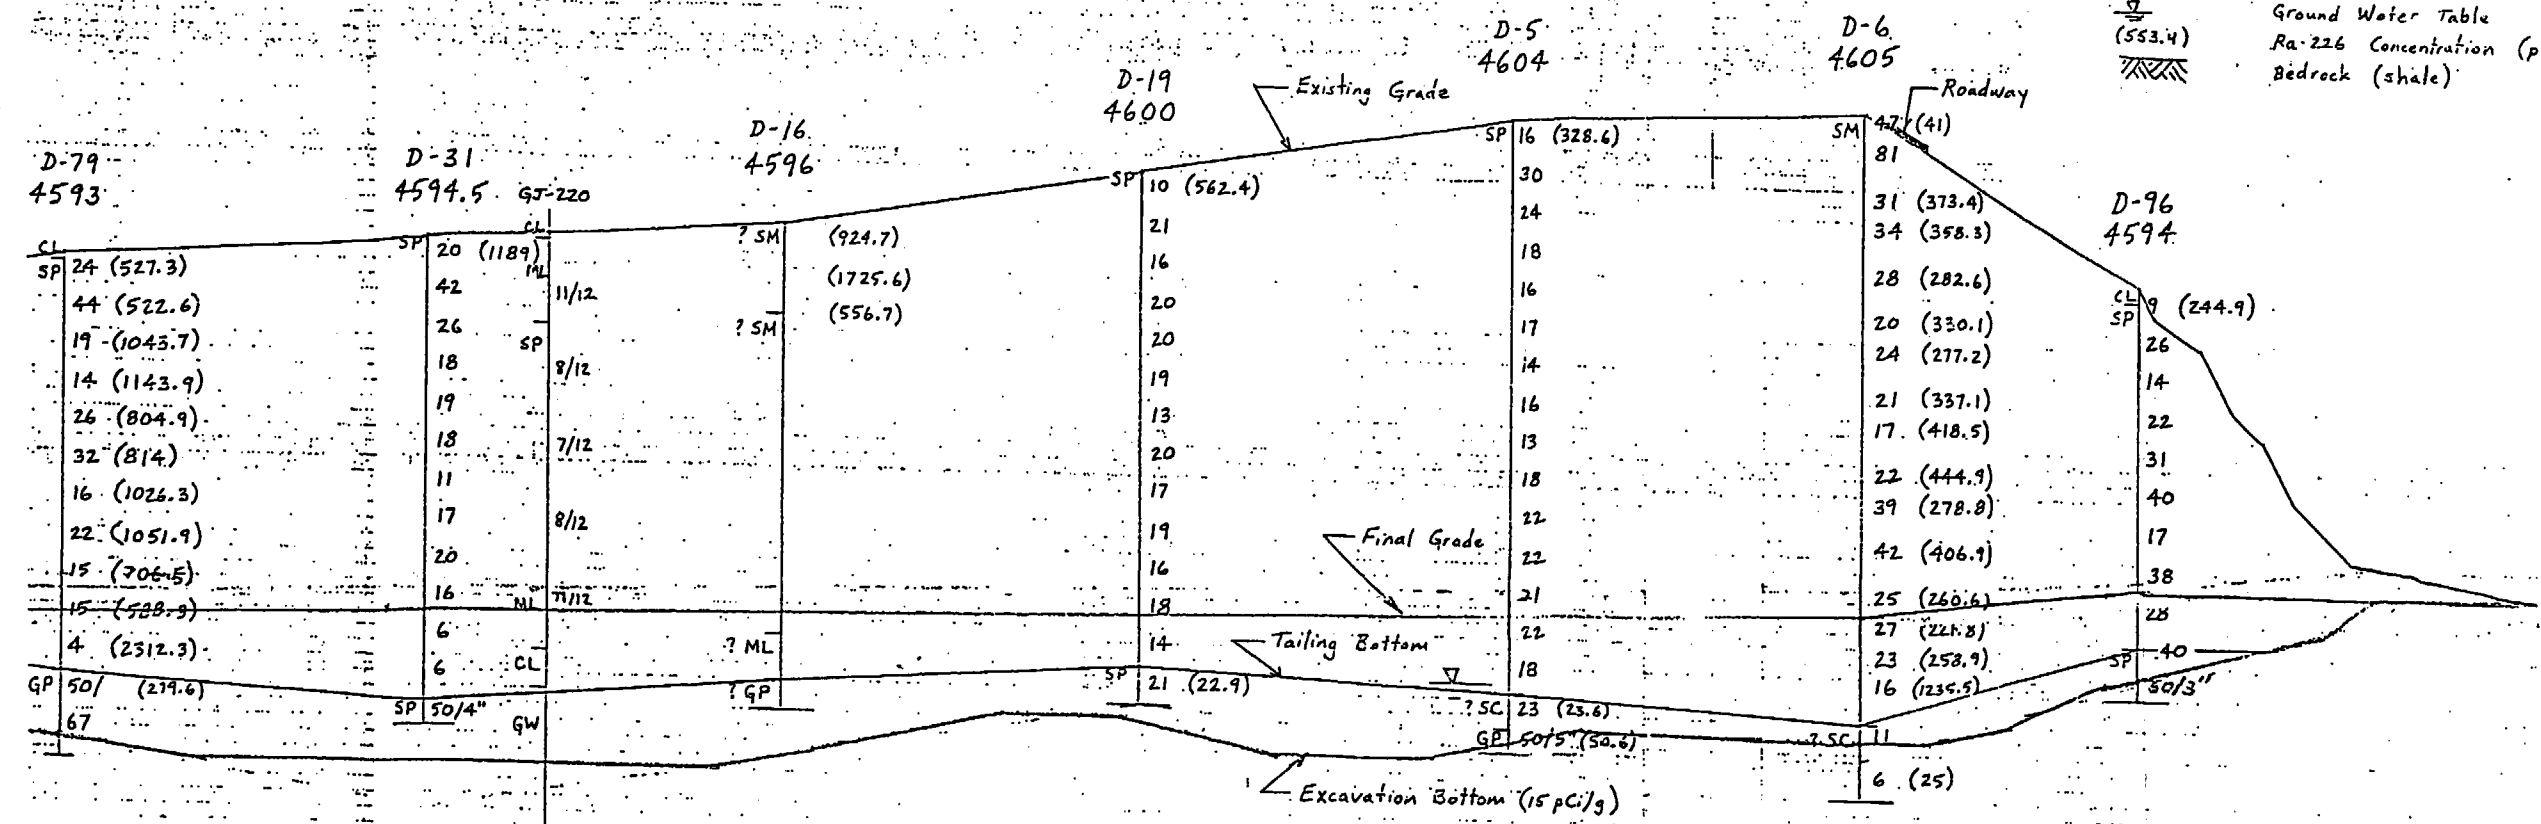 Ground Water Table
(553.4) Ra-226 Concentration (p
Bedrock (shale)
D-79
4593
CL
SP
24 (527.3)
44 (522.6)
19 (1043.7)
14 (1143.9)
26 (804.9)
32 (814)
16 (1026.3)
22 (1051.9)
15 (706.5)
15 (528.9)
4 (2312.3)
GP 50/ (279.6)
67
D-31
4594.5
SP 20 (1189)
42
26
18
19
18
11
17
20
16
6
6
SP 50/4"
GJ-220
CL
ML
11/12
SP
8/12
7/12
8/12
ML 11/12
CL
GW
D-16
4596
? SM (924.7)
(1725.6)
? SM (556.7)
? ML
? GP
D-19
4600
SP 10 (562.4)
21
16
20
20
19
13
20
17
19
16
18
14
SP 21 (22.9)
Existing Grade
Final Grade
Tailing Bottom
Excavation Bottom (15 pCi/g)
D-5
4604
SP 16 (328.6)
30
24
18
16
17
14
16
13
18
22
22
21
22
18
? SC 23 (23.6)
GP 50/5" (50.6)
D-6
4605
Roadway
SM 47 (41)
81
31 (373.4)
34 (358.3)
28 (282.6)
20 (330.1)
24 (277.2)
21 (337.1)
17 (418.5)
22 (444.9)
39 (278.8)
42 (406.9)
25 (260.6)
27 (221.8)
23 (258.9)
16 (1235.5)
? SC 11
6 (25)
D-96
4594
CL 9 (244.9)
SP
26
14
22
31
40
17
38
28
SP 40
50/3"